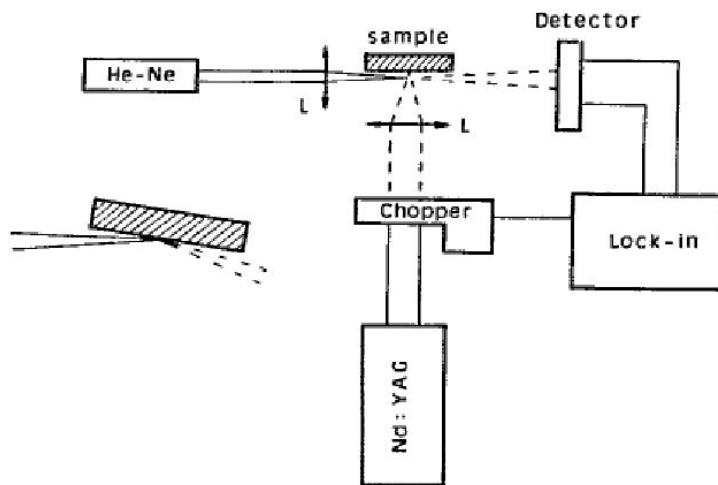 Detector
sample
He-Ne
L
L
Chopper
Lock-in
Nd:YAG